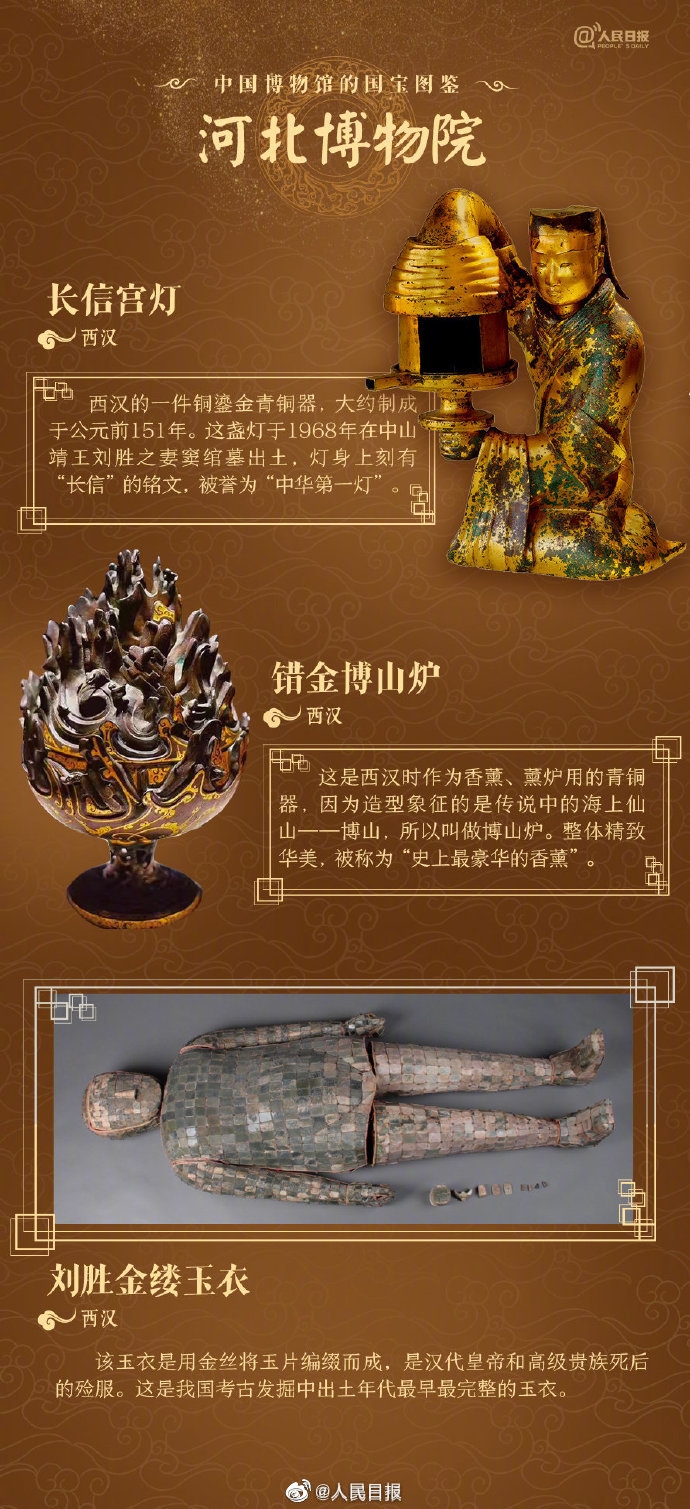 @人民日报
PEOPLE'S DAILY
中国博物馆的国宝图鉴
河北博物院
长信宫灯
西汉
西汉的一件铜鎏金青铜器，大约制成
于公元前151年。这盏灯于1968年在中山
靖王刘胜之妻窦绾墓出土，灯身上刻有
“长信”的铭文，被誉为“中华第一灯”。
错金博山炉
西汉
这是西汉时作为香薰、薰炉用的青铜
器，因为造型象征的是传说中的海上仙
山——博山，所以叫做博山炉。整体精致
华美，被称为“史上最豪华的香薰”。
刘胜金缕玉衣
西汉
该玉衣是用金丝将玉片编缀而成，是汉代皇帝和高级贵族死后
的殓服。这是我国考古发掘中出土年代最早最完整的玉衣。
@人民日报